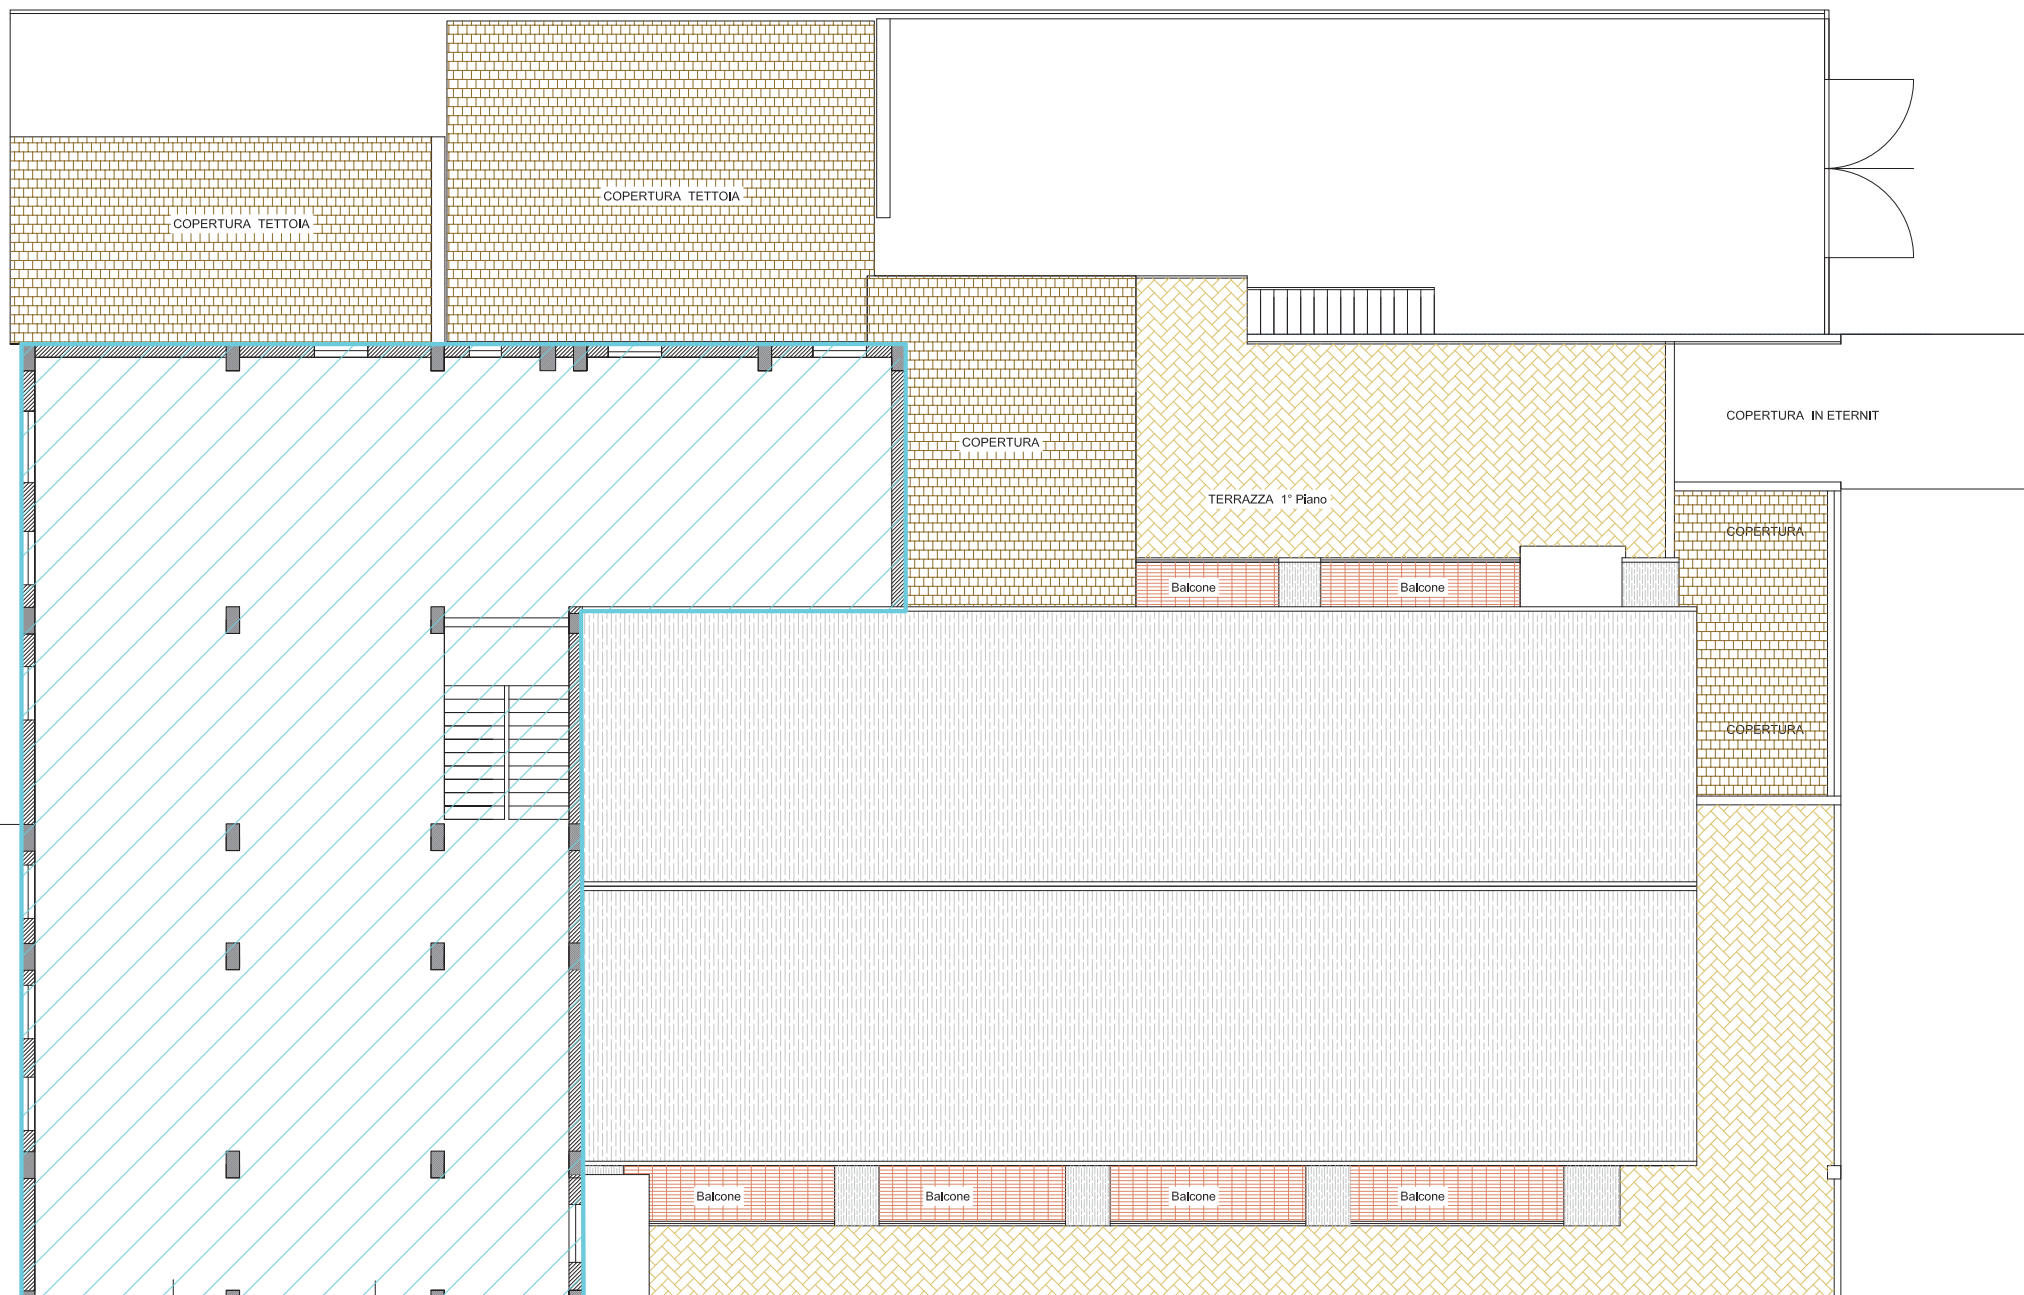 COPERTURA TETTOIA
COPERTURA TETTOIA
COPERTURA IN ETERNIT
COPERTURA
TERRAZZA 1° Piano
COPERTURA
Balcone
Balcone
COPERTURA
Balcone
Balcone
Balcone
Balcone